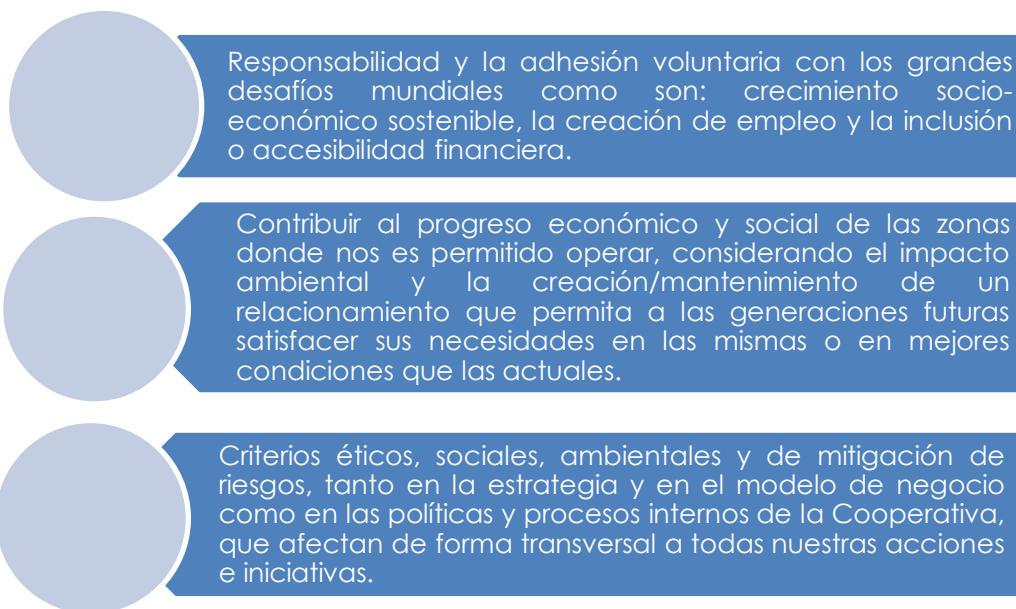 Responsabilidad y la adhesión voluntaria con los grandes
desafíos mundiales como son: crecimiento socio-
económico sostenible, la creación de empleo y la inclusión
o accesibilidad financiera.
Contribuir al progreso económico y social de las zonas
donde nos es permitido operar, considerando el impacto
ambiental y la creación/mantenimiento de un
relacionamiento que permita a las generaciones futuras
satisfacer sus necesidades en las mismas o en mejores
condiciones que las actuales.
Criterios éticos, sociales, ambientales y de mitigación de
riesgos, tanto en la estrategia y en el modelo de negocio
como en las políticas y procesos internos de la Cooperativa,
que afectan de forma transversal a todas nuestras acciones
e iniciativas.